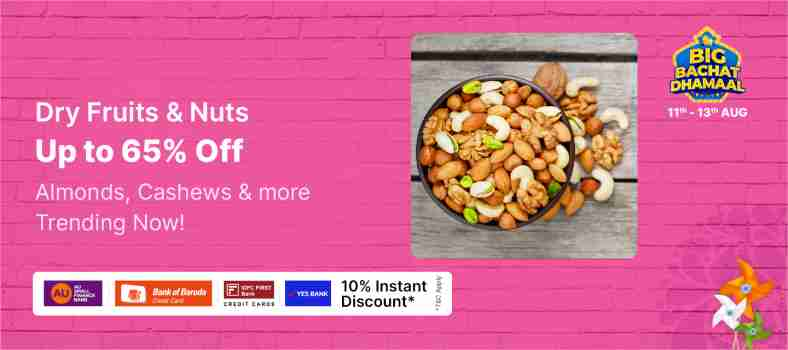 BIG
BACHAT
DHAMAAL
11th - 13th AUG
Dry Fruits & Nuts
Up to 65% Off
Almonds, Cashews & more
Trending Now!
AU
AU
SMALL
FINANCE
BANK
Bank of Baroda
Credit Card
IDFC FIRST
Bank
CREDIT CARDS
YES BANK
10% Instant
Discount*
*T&C Apply